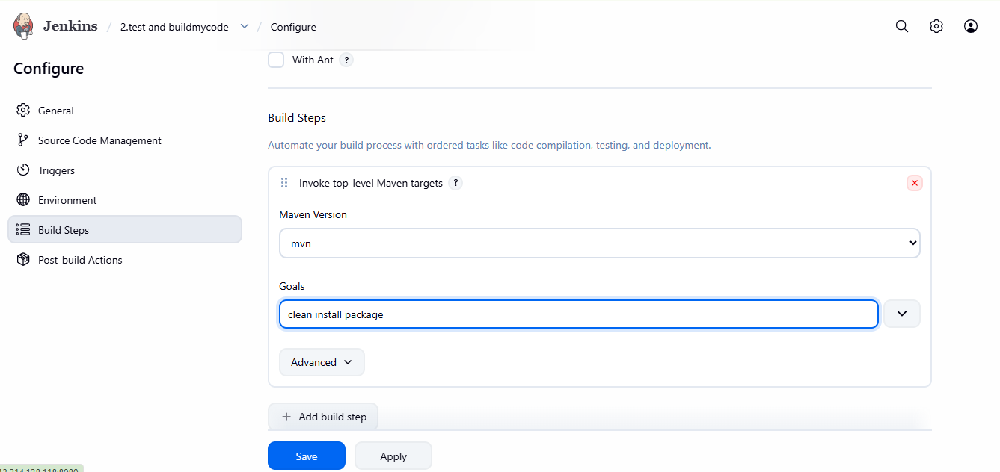 Jenkins / 2.test and buildmycode / Configure
Configure
With Ant ?
General
Source Code Management
Triggers
Environment
Build Steps
Post-build Actions
Build Steps
Automate your build process with ordered tasks like code compilation, testing, and deployment.
Invoke top-level Maven targets ?
Maven Version
mvn
Goals
clean install package
Advanced
+ Add build step
Save
Apply